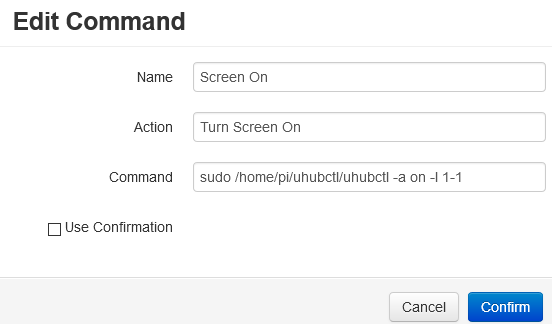 Edit Command
Name Screen On
Action Turn Screen On
Command sudo /home/pi/uhubctl/uhubctl -a on -l 1-1
Use Confirmation
Cancel Confirm